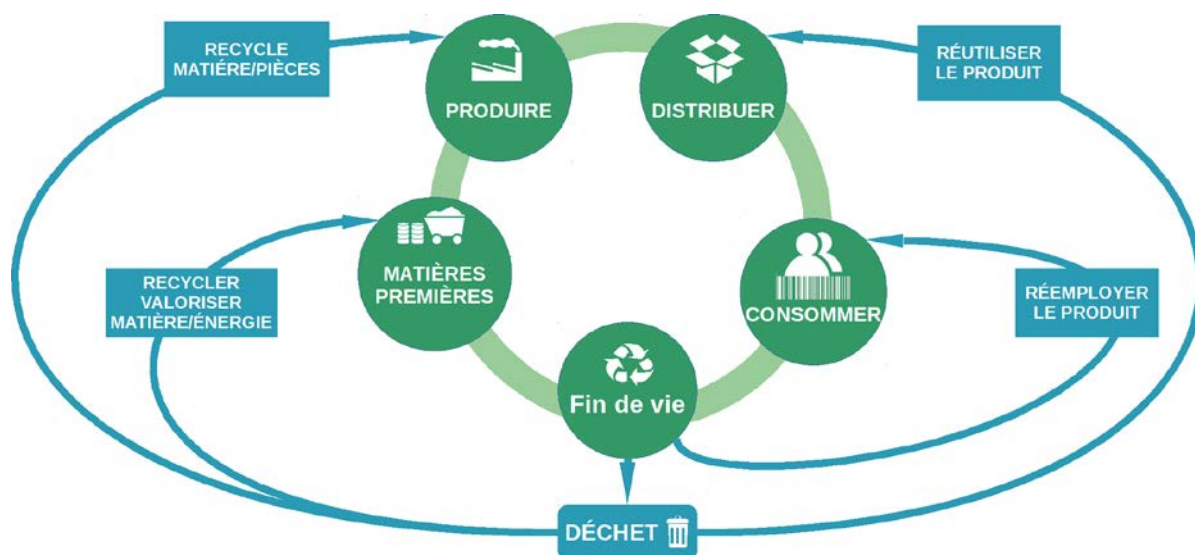 RECYCLE
MATIÉRE/PIÈCES
PRODUIRE
DISTRIBUER
RÉUTILISER
LE PRODUIT
MATIÈRES
PREMIÈRES
RECYCLER
VALORISER
MATIÈRE/ÉNERGIE
CONSOMMER
RÉEMPLOYER
LE PRODUIT
Fin de vie
DÉCHET